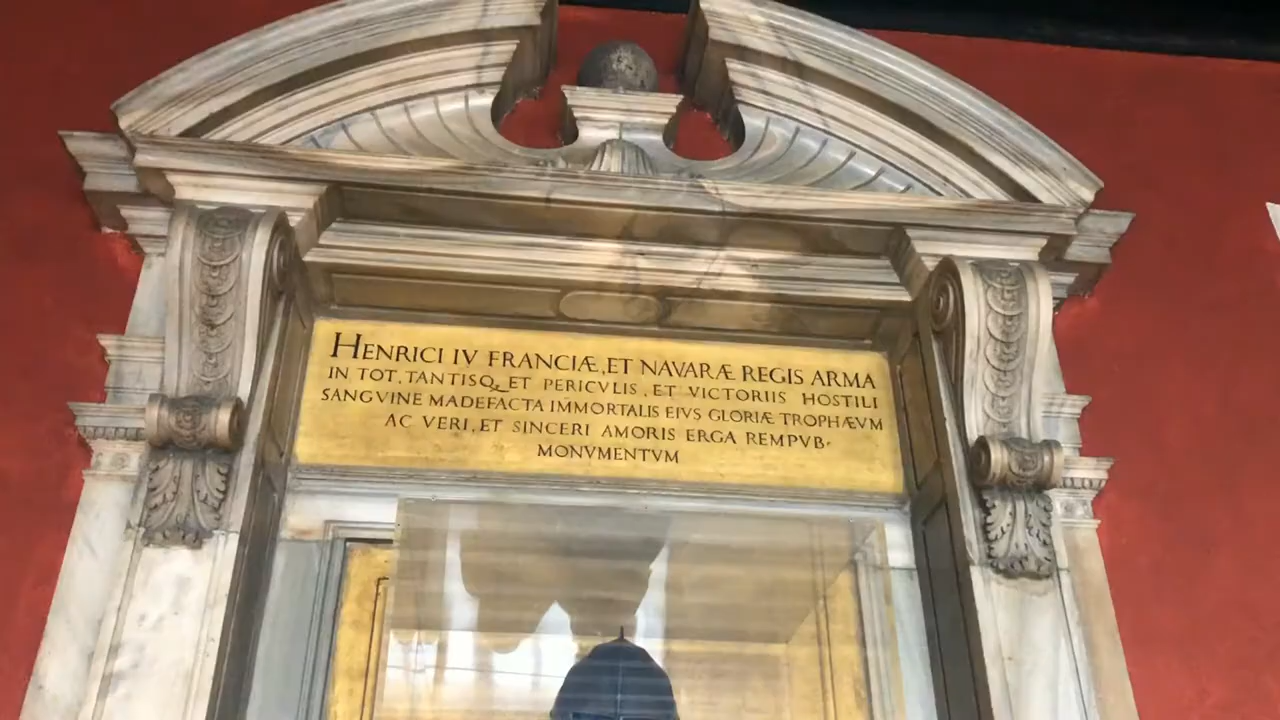 HENRICI IV FRANCIÆ, ET NAVARÆ REGIS ARMA
IN TOT, TANTISQ, ET PERICVLIS, ET VICTORIIS HOSTILI
SANGVINE MADEFACTA IMMORTALIS EIVS GLORIÆ TROPHÆVM
AC VERI, ET SINCERI AMORIS ERGA REMPVB.
MONVMENTVM